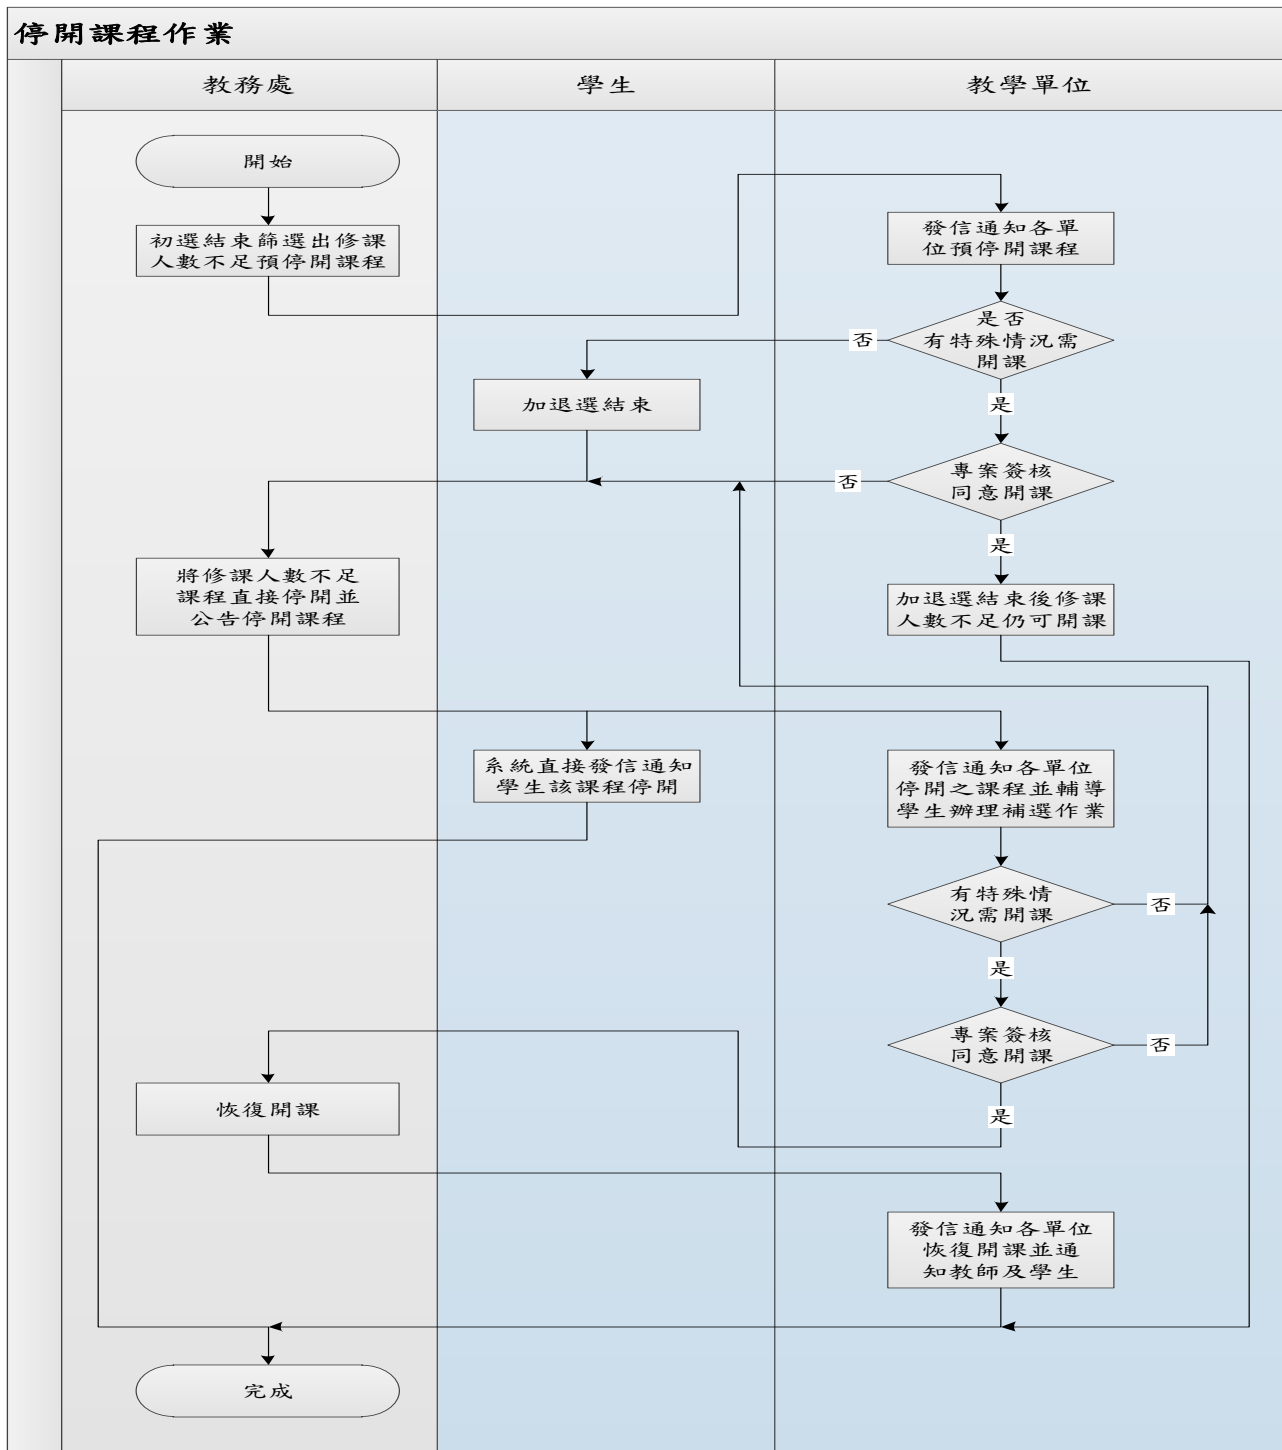 停開課程作業
教務處
學生
教學單位
開始
初選結束篩選出修課
人數不足預停開課程
發信通知各單
位預停開課程
是否
有特殊情況需
開課
否
是
加退選結束
專案簽核
同意開課
否
是
將修課人數不足
課程直接停開並
公告停開課程
加退選結束後修課
人數不足仍可開課
系統直接發信通知
學生該課程停開
發信通知各單位
停開之課程並輔導
學生辦理補選作業
有特殊情
況需開課
否
是
專案簽核
同意開課
否
是
恢復開課
發信通知各單位
恢復開課並通
知教師及學生
完成